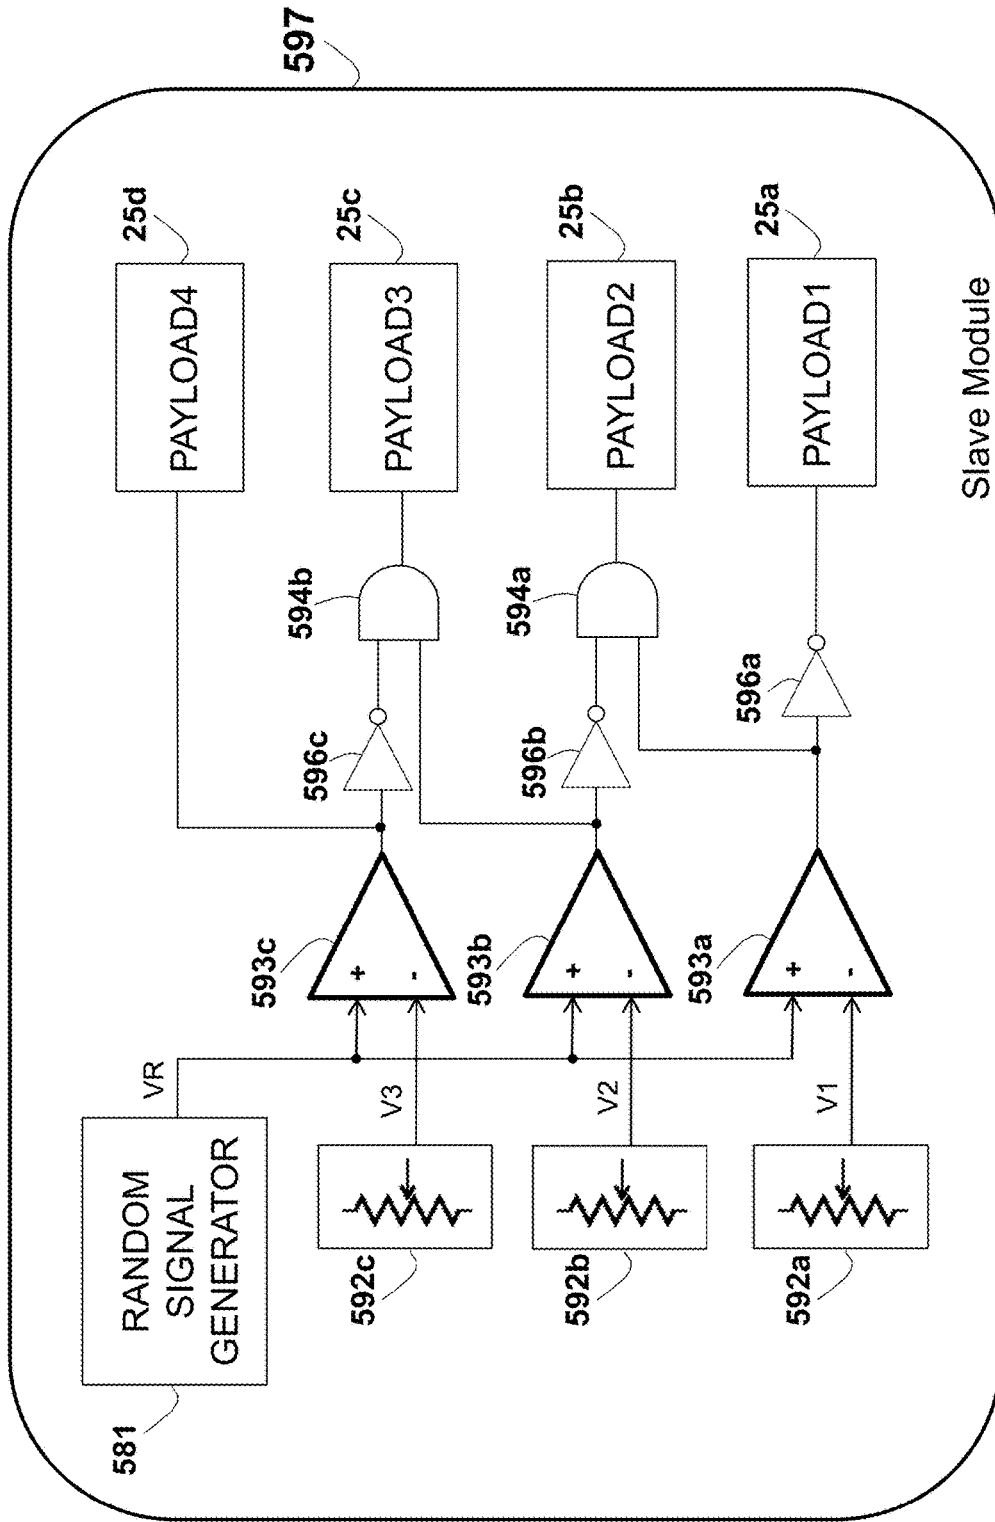 597
581
RANDOM
SIGNAL
GENERATOR
VR
593c
596c
594b
25d
PAYLOAD4
592c
V3
+
-
25c
PAYLOAD3
593b
596b
594a
592b
V2
+
-
25b
PAYLOAD2
593a
596a
592a
V1
+
-
25a
PAYLOAD1
Slave Module